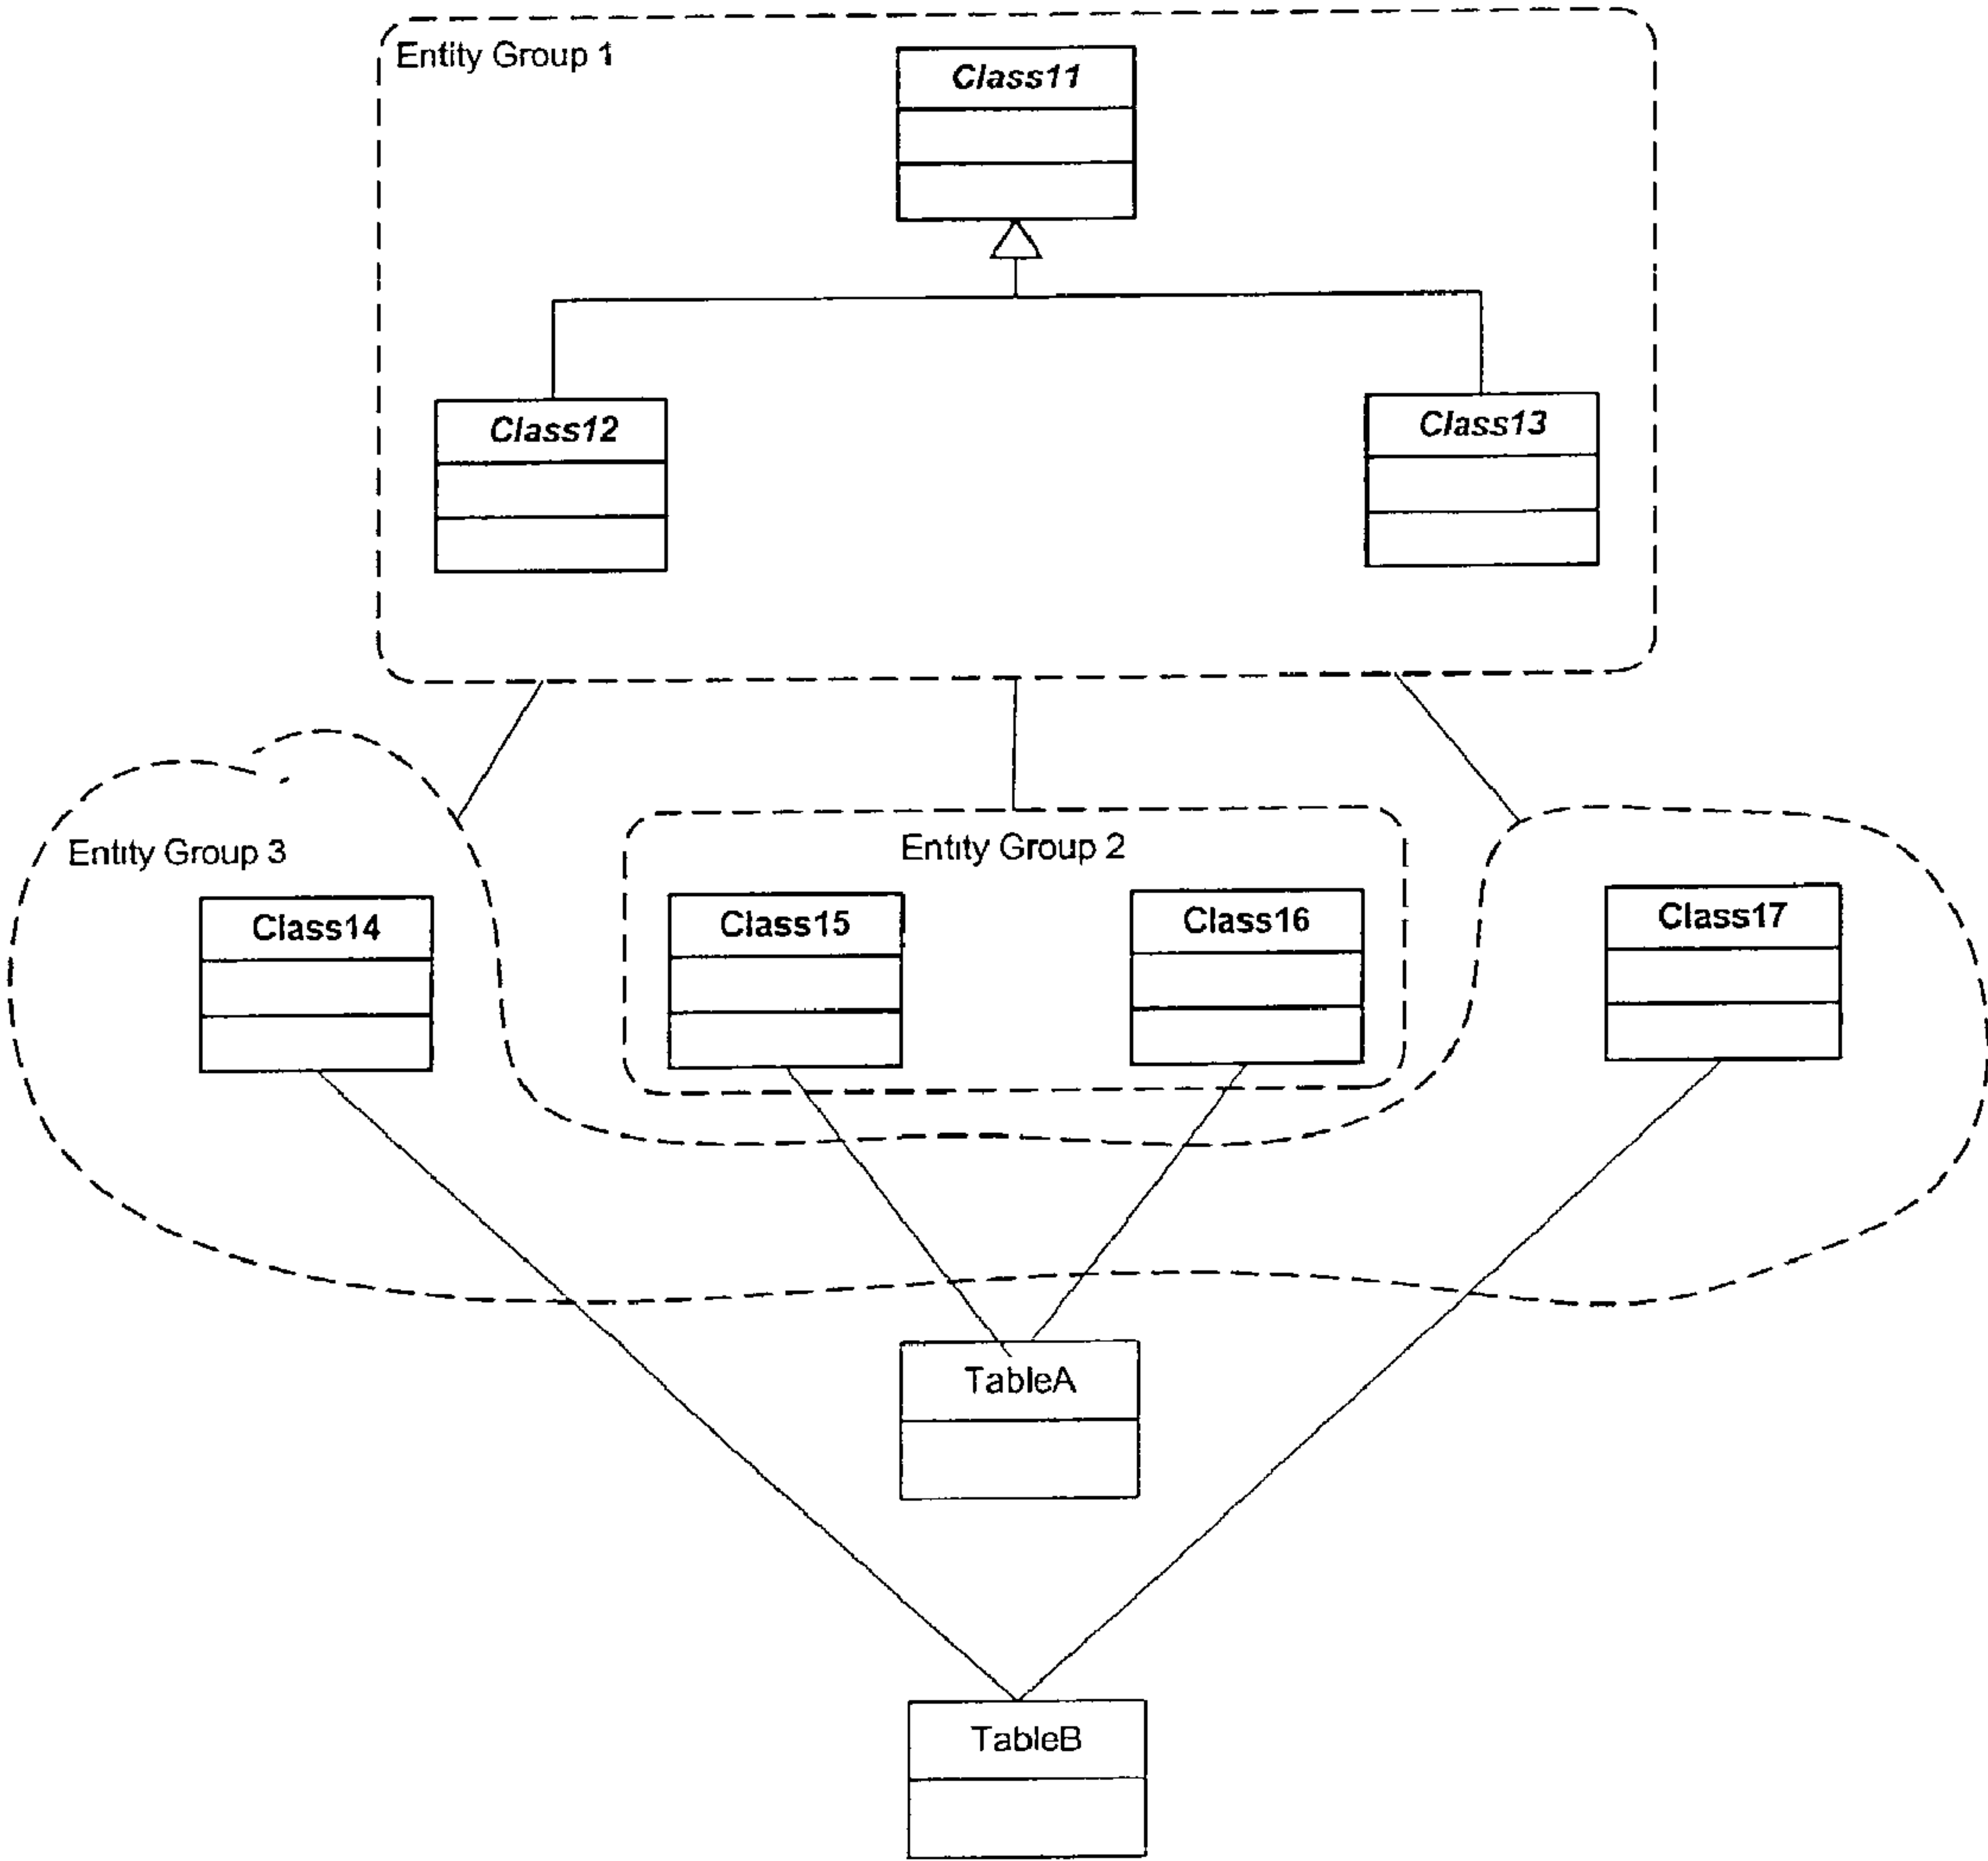 Entity Group 1
Class11
Class12
Class13
Entity Group 3
Entity Group 2
Class14
Class15
Class16
Class17
TableA
TableB